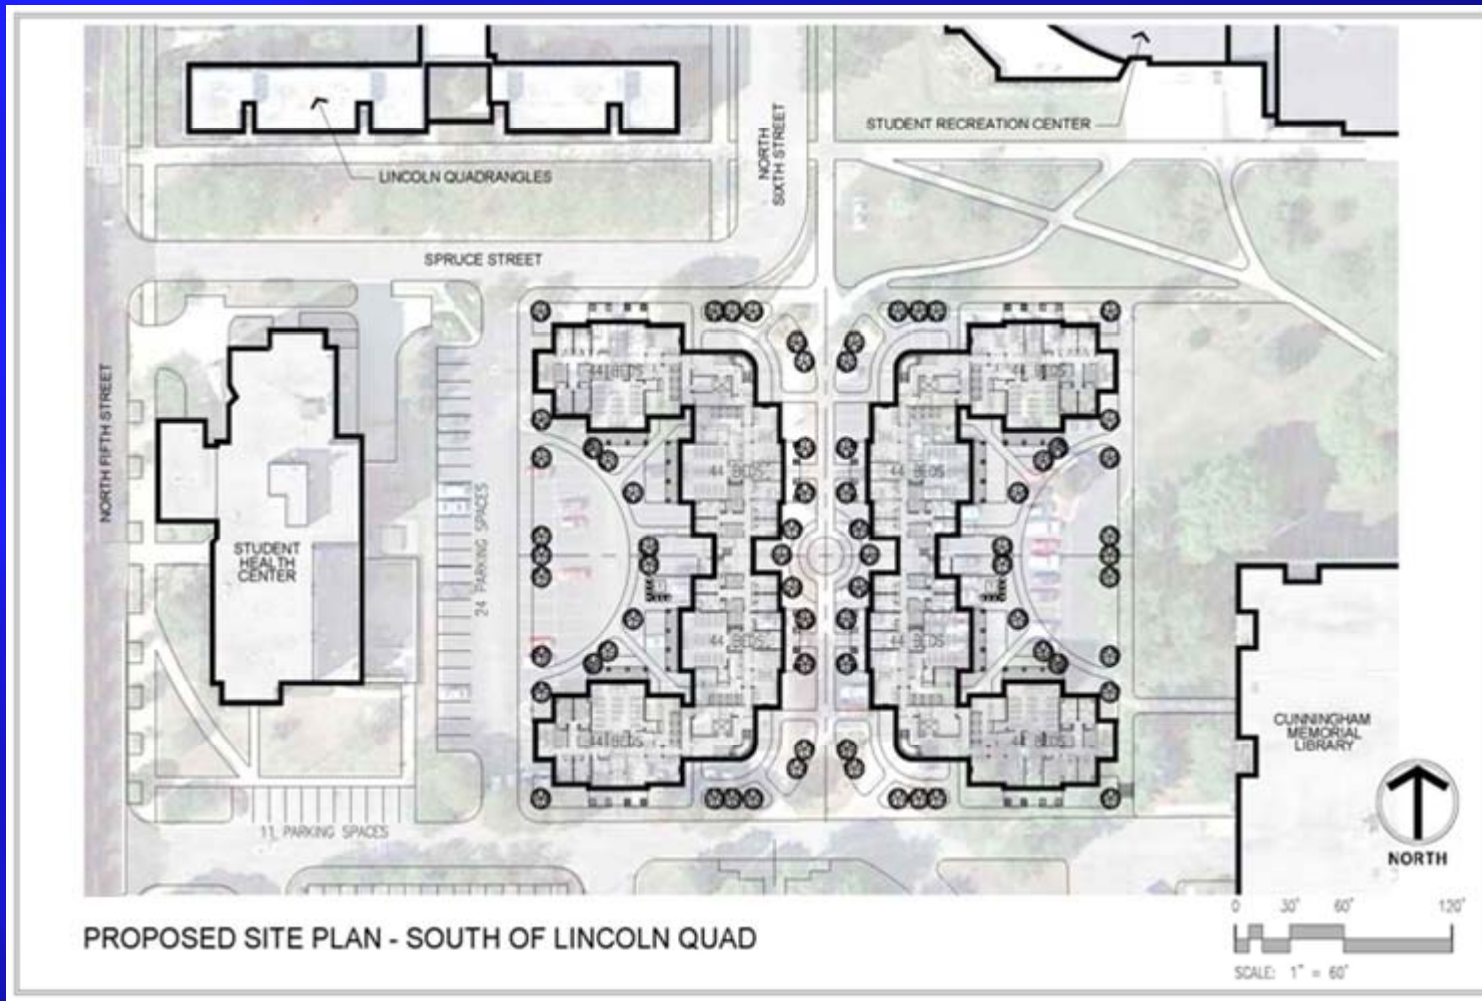 STUDENT RECREATION CENTER
NORTH
SIXTH STREET
LINCOLN QUADRANGLES
SPRUCE STREET
44 BEDS
44 BEDS
NORTH FIFTH STREET
44 BEDS
44 BEDS
24 PARKING SPACES
STUDENT
HEALTH
CENTER
44 BEDS
44 BEDS
CUNNINGHAM
MEMORIAL
LIBRARY
44 BEDS
44 BEDS
11 PARKING SPACES
NORTH
0 30' 60' 120'
PROPOSED SITE PLAN - SOUTH OF LINCOLN QUAD
SCALE: 1" = 60'